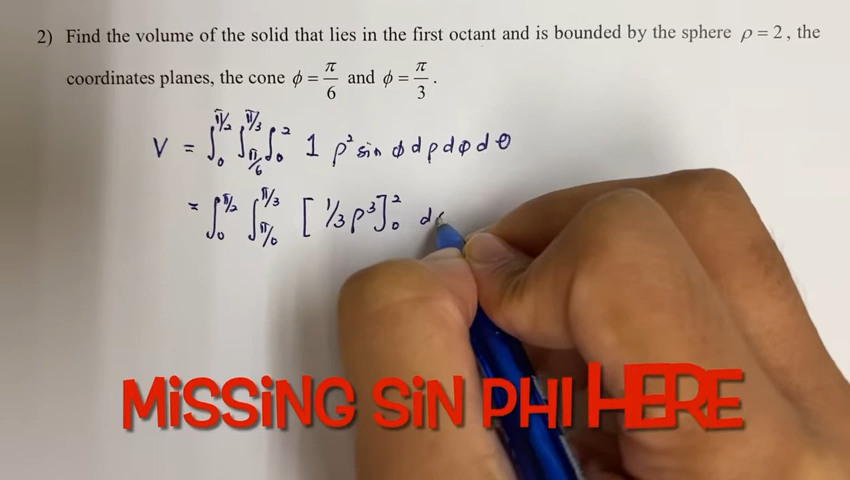 2) Find the volume of the solid that lies in the first octant and is bounded by the sphere ρ = 2 , the
coordinates planes, the cone ϕ = π/6 and ϕ = π/3 .
V = ∫₀^{π/2} ∫_{π/6}^{π/3} ∫₀² 1 ρ² sin ϕ dρ dϕ dθ
= ∫₀^{π/2} ∫_{π/6}^{π/3} [ 1/3 ρ³ ]₀² d
MiSSiNG SiN PHi HERE